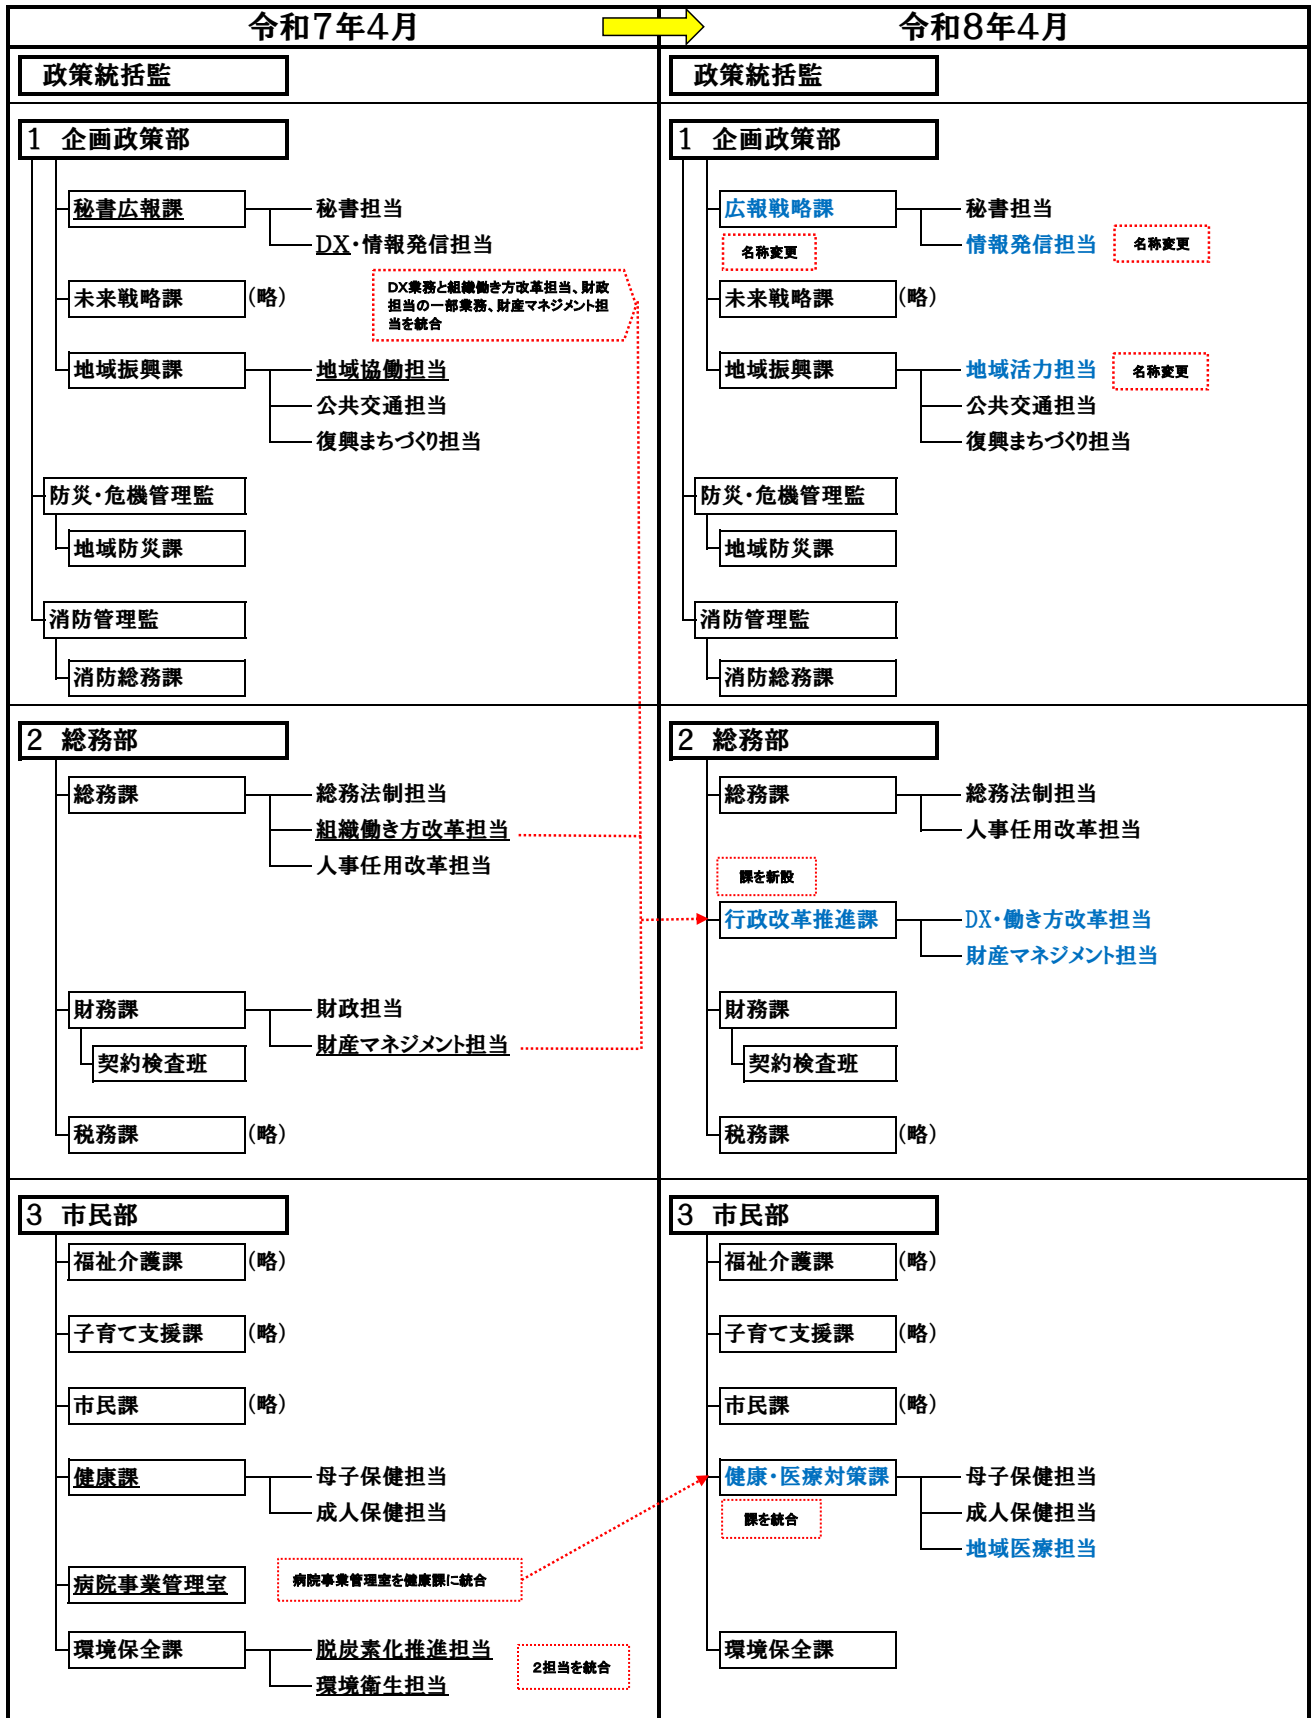 令和7年4月
政策統括監
1 企画政策部
秘書広報課
秘書担当
DX・情報発信担当
DX業務と組織働き方改革担当、財政
担当の一部業務、財産マネジメント担
当を統合
未来戦略課
(略)
地域振興課
地域協働担当
公共交通担当
復興まちづくり担当
防災・危機管理監
地域防災課
消防管理監
消防総務課
2 総務部
総務課
総務法制担当
組織働き方改革担当
人事任用改革担当
財務課
財政担当
財産マネジメント担当
契約検査班
税務課
(略)
3 市民部
福祉介護課
(略)
子育て支援課
(略)
市民課
(略)
健康課
母子保健担当
成人保健担当
病院事業管理室
病院事業管理室を健康課に統合
環境保全課
脱炭素化推進担当
環境衛生担当
2担当を統合
令和8年4月
政策統括監
1 企画政策部
広報戦略課
名称変更
秘書担当
情報発信担当
名称変更
未来戦略課
(略)
地域振興課
地域活力担当
名称変更
公共交通担当
復興まちづくり担当
防災・危機管理監
地域防災課
消防管理監
消防総務課
2 総務部
総務課
総務法制担当
人事任用改革担当
課を新設
行政改革推進課
DX・働き方改革担当
財産マネジメント担当
財務課
契約検査班
税務課
(略)
3 市民部
福祉介護課
(略)
子育て支援課
(略)
市民課
(略)
健康・医療対策課
課を統合
母子保健担当
成人保健担当
地域医療担当
環境保全課